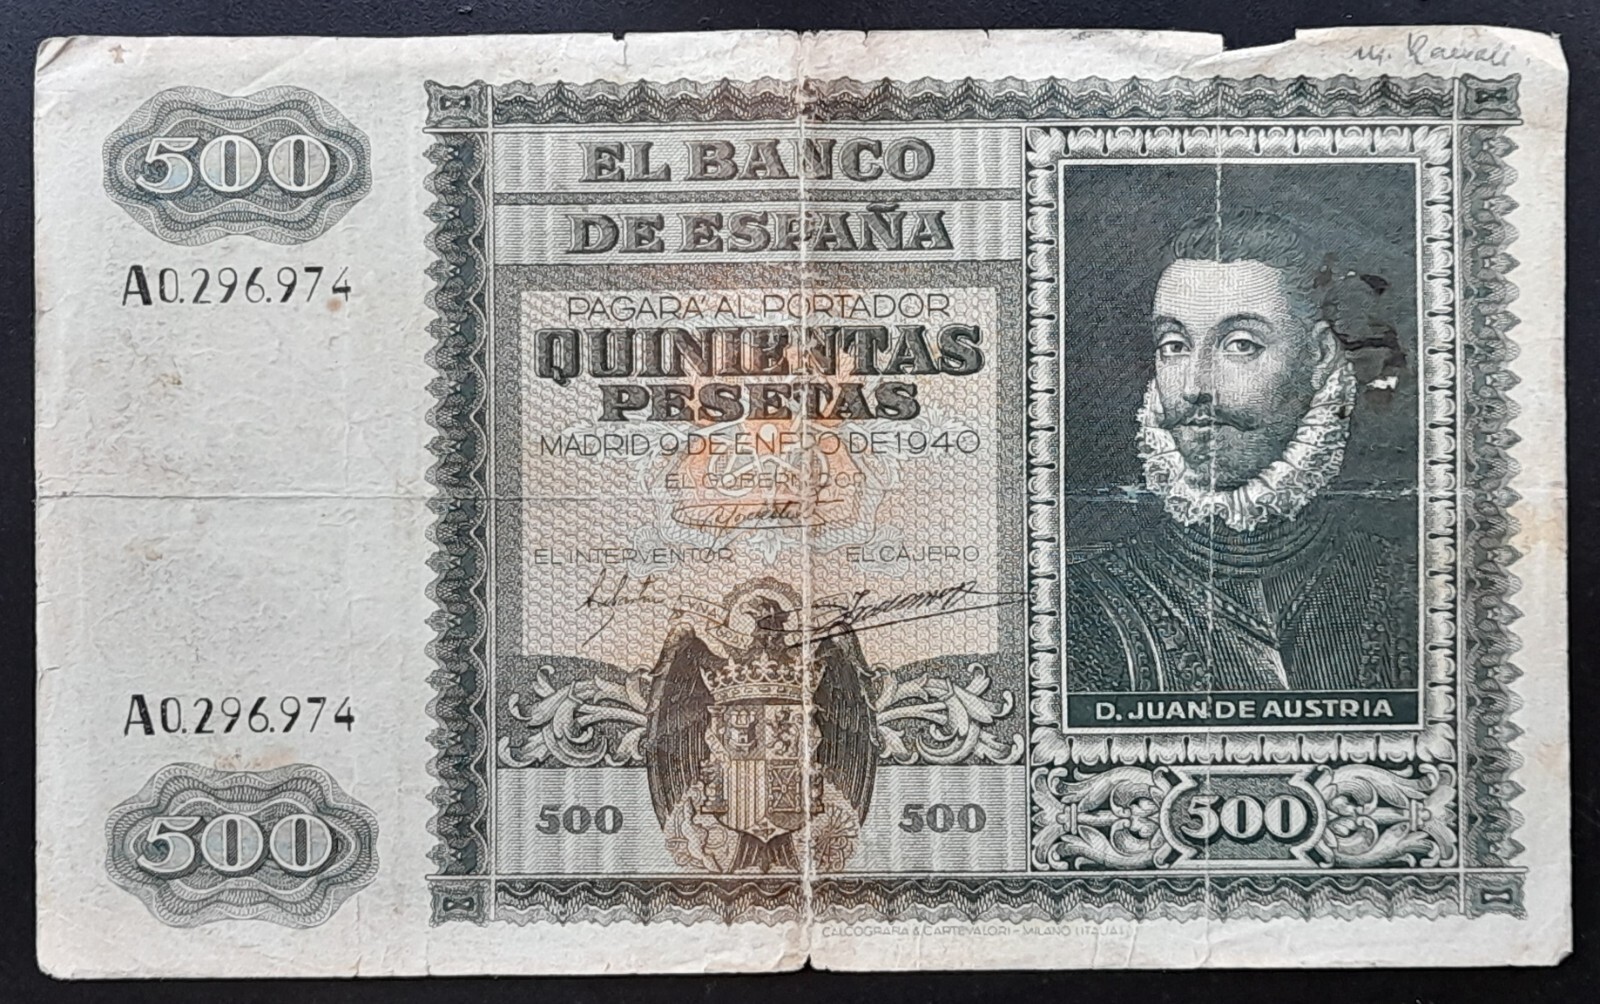 500
A0.296.974
EL BANCO
DE ESPAÑA
PAGARÁ AL PORTADOR
QUINIENTAS
PESETAS
MADRID, 9 DE ENERO DE 1940
EL GOBERNADOR
EL INTERVENTOR EL CAJERO
A0.296.974
500
500 500
D. JUAN DE AUSTRIA
500
CALCOGRAFIA & CARTEVALORI - MILANO (ITALIA)